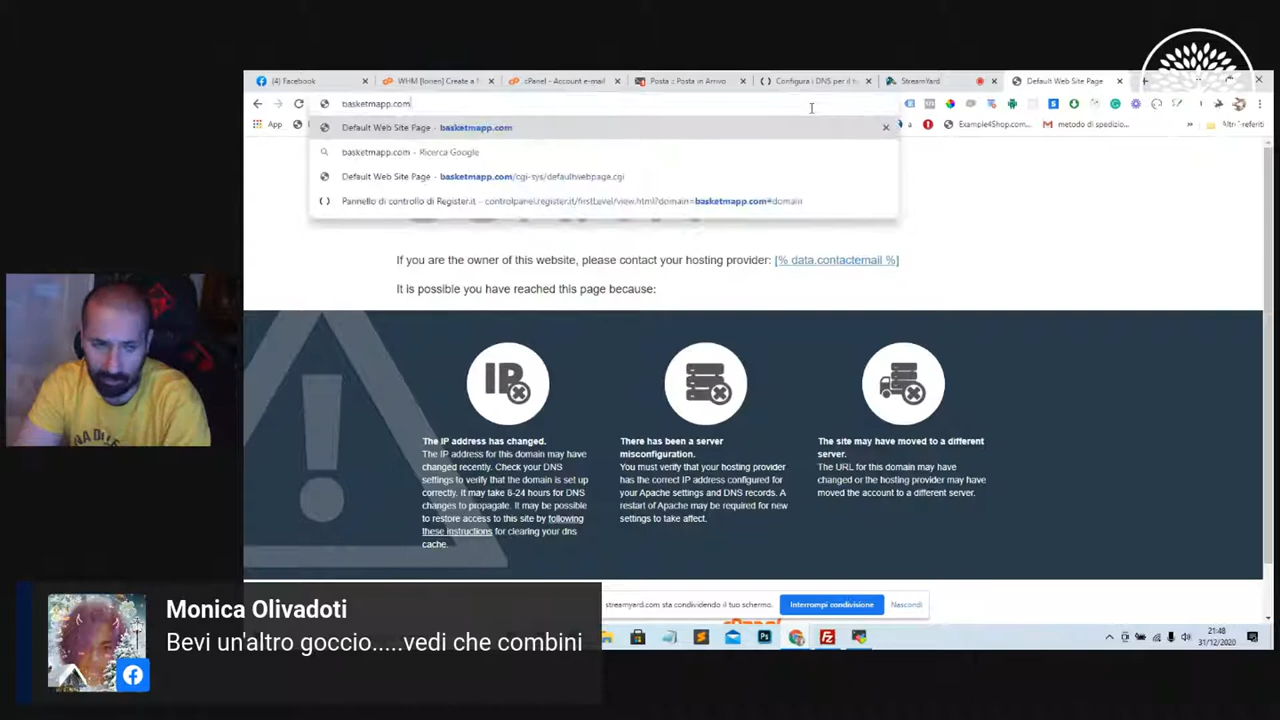 (4) Facebook
WHM [lorien] Create a
cPanel - Account e-mail
Posta :: Posta in Arrivo
Configura i DNS per il tu
StreamYard
Default Web Site Page
basketmapp.com
App
Example4Shop.com...
metodo di spedizio...
Altri Preferiti
Default Web Site Page - basketmapp.com
basketmapp.com - Ricerca Google
Default Web Site Page - basketmapp.com/cgi-sys/defaultwebpage.cgi
Pannello di controllo di Register.it - controlpanel.register.it/firstLevel/view.html?domain=basketmapp.com#domain
If you are the owner of this website, please contact your hosting provider: [% data.contactemail %]
It is possible you have reached this page because:
IP
The IP address has changed.
The IP address for this domain may have
changed recently. Check your DNS
settings to verify that the domain is set up
correctly. It may take 8-24 hours for DNS
changes to propagate. It may be possible
to restore access to this site by following
these instructions for clearing your dns
cache.
There has been a server
misconfiguration.
You must verify that your hosting provider
has the correct IP address configured for
your Apache settings and DNS records. A
restart of Apache may be required for new
settings to take affect.
The site may have moved to a different
server.
The URL for this domain may have
changed or the hosting provider may have
moved the account to a different server.
streamyard.com sta condividendo il tuo schermo.
Interrompi condivisione
Nascondi
21:48
31/12/2020
Monica Olivadoti
Bevi un'altro goccio.....vedi che combini